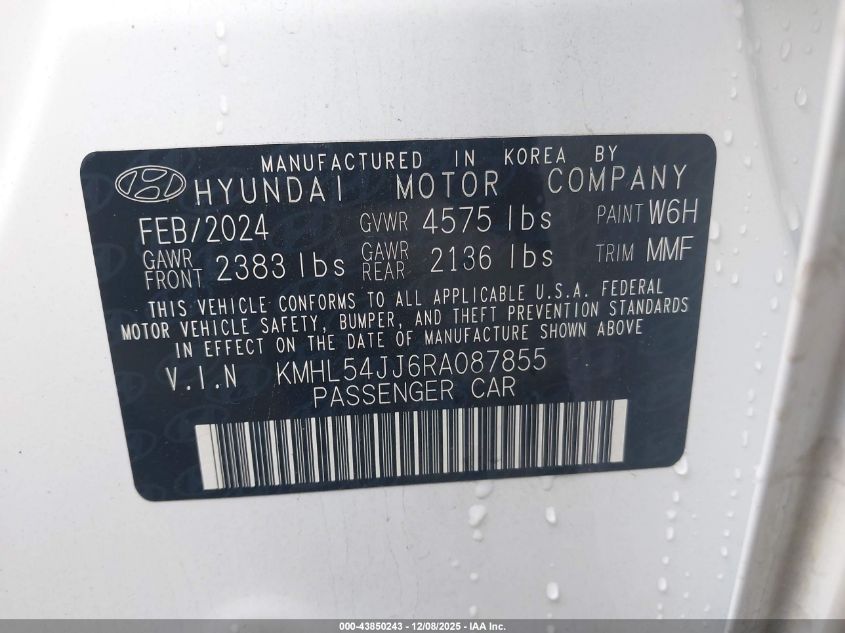 MANUFACTURED IN KOREA BY
HYUNDAI MOTOR COMPANY
FEB/2024 GVWR 4575 lbs PAINT W6H
GAWR FRONT 2383 lbs GAWR REAR 2136 lbs TRIM MMF
THIS VEHICLE CONFORMS TO ALL APPLICABLE U.S.A. FEDERAL
MOTOR VEHICLE SAFETY, BUMPER, AND THEFT PREVENTION STANDARDS
IN EFFECT ON THE DATE OF MANUFACTURE SHOWN ABOVE
V.I.N KMHL54JJ6RA087855
PASSENGER CAR
000-43850243 - 12/08/2025 - IAA Inc.